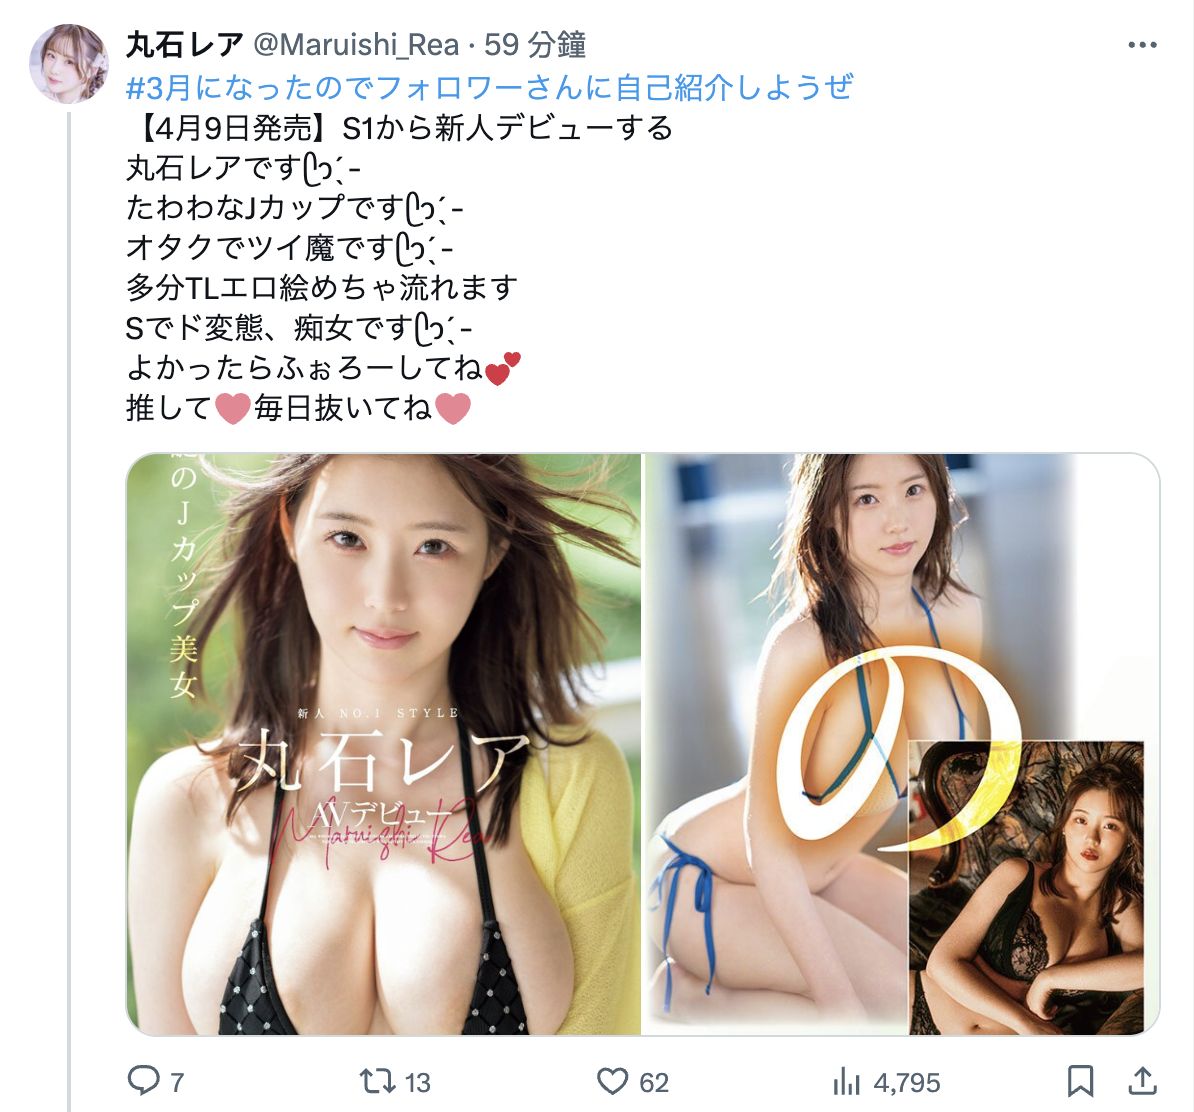 丸石レア @Maruishi_Rea · 59 分鐘
#3月になったのでフォロワーさんに自己紹介しようぜ
【4月9日発売】S1から新人デビューする
丸石レアですᦔ ̖́-
たわわなJカップですᦔ ̖́-
オタクでツイ魔ですᦔ ̖́-
多分TLエロ絵めちゃ流れます
Sでド変態、痴女ですᦔ ̖́-
よかったらふぉろーしてね💕
推して🩷毎日抜いてね🩷
のJカップ美女
新人 NO.1 STYLE
丸石レア
AVデビュー
Maruishi Rea
の
7
13
62
4,795